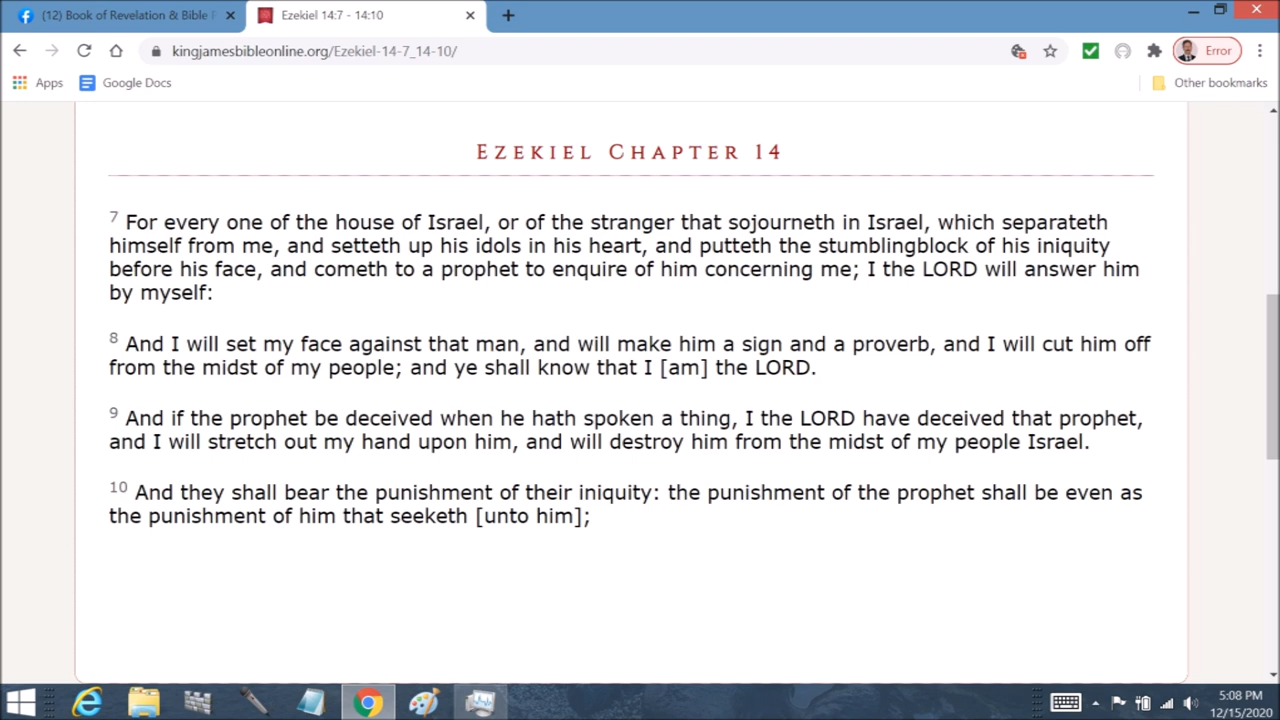 (12) Book of Revelation & Bible
Ezekiel 14:7 - 14:10
kingjamesbibleonline.org/Ezekiel-14-7_14-10/
Error
Apps
Google Docs
Other bookmarks
EZEKIEL CHAPTER 14
7 For every one of the house of Israel, or of the stranger that sojourneth in Israel, which separateth
himself from me, and setteth up his idols in his heart, and putteth the stumblingblock of his iniquity
before his face, and cometh to a prophet to enquire of him concerning me; I the LORD will answer him
by myself:
8 And I will set my face against that man, and will make him a sign and a proverb, and I will cut him off
from the midst of my people; and ye shall know that I [am] the LORD.
9 And if the prophet be deceived when he hath spoken a thing, I the LORD have deceived that prophet,
and I will stretch out my hand upon him, and will destroy him from the midst of my people Israel.
10 And they shall bear the punishment of their iniquity: the punishment of the prophet shall be even as
the punishment of him that seeketh [unto him];
5:08 PM
12/15/2020